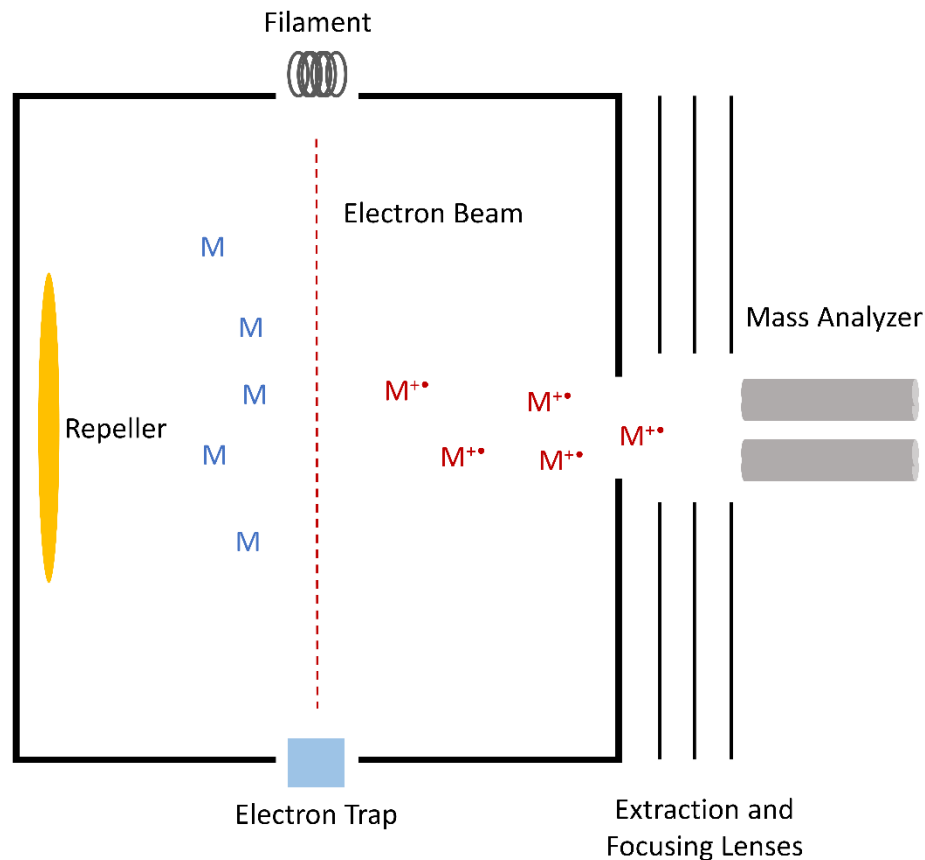 Filament
Electron Beam
M
M
Mass Analyzer
M
M⁺•
M⁺•
Repeller
M
M⁺•
M⁺•
M⁺•
M
Electron Trap
Extraction and
Focusing Lenses